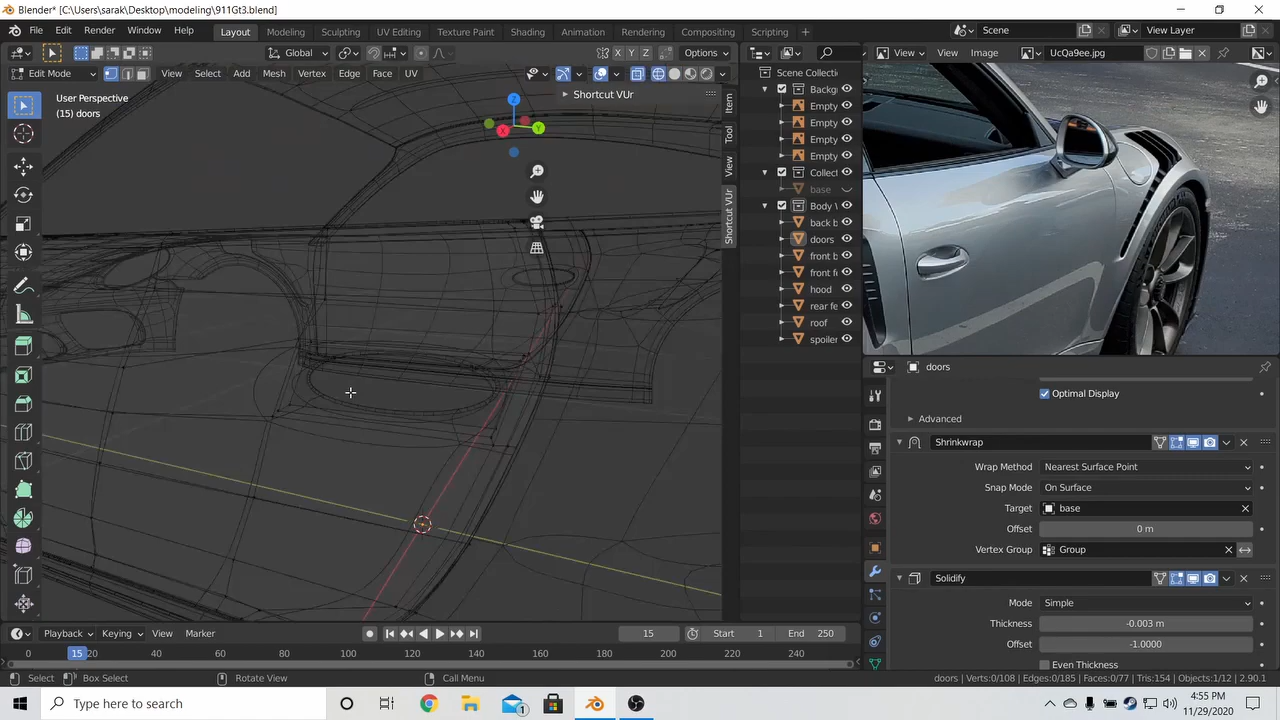 Blender* [C:\Users\sarak\Desktop\modeling\911Gt3.blend]
File Edit Render Window Help Layout Modeling Sculpting UV Editing Texture Paint Shading Animation Rendering Compositing Scripting + Scene View Layer
Global X Y Z Options View View Image UcQa9ee.jpg
Edit Mode View Select Add Mesh Vertex Edge Face UV
Scene Collecti
User Perspective
(15) doors
Shortcut VUr
Z
X
Y
Item
Tool
View
Shortcut VUr
Backg
Empty
Empty
Empty
Empty
Collect
base
Body V
back b
doors
front b
front fe
hood
rear fe
roof
spoiler
doors
Optimal Display
Advanced
Shrinkwrap
Wrap Method Nearest Surface Point
Snap Mode On Surface
Target base
Offset 0 m
Vertex Group Group
Solidify
Mode Simple
Thickness -0.003 m
Offset -1.0000
Even Thickness
Playback Keying View Marker 15 Start 1 End 250
0 15 20 40 60 80 100 120 140 160 180 200 220 240
Select Box Select Rotate View Call Menu doors | Verts:0/108 | Edges:0/185 | Faces:0/77 | Tris:154 | Objects:1/12 | 2.90.1
Type here to search
1
4:55 PM
11/29/2020